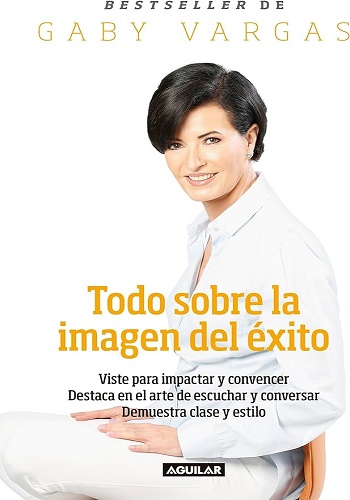 BESTSELLER DE
GABY VARGAS
Todo sobre la
imagen del éxito
Viste para impactar y convencer
Destaca en el arte de escuchar y conversar
Demuestra clase y estilo
AGUILAR